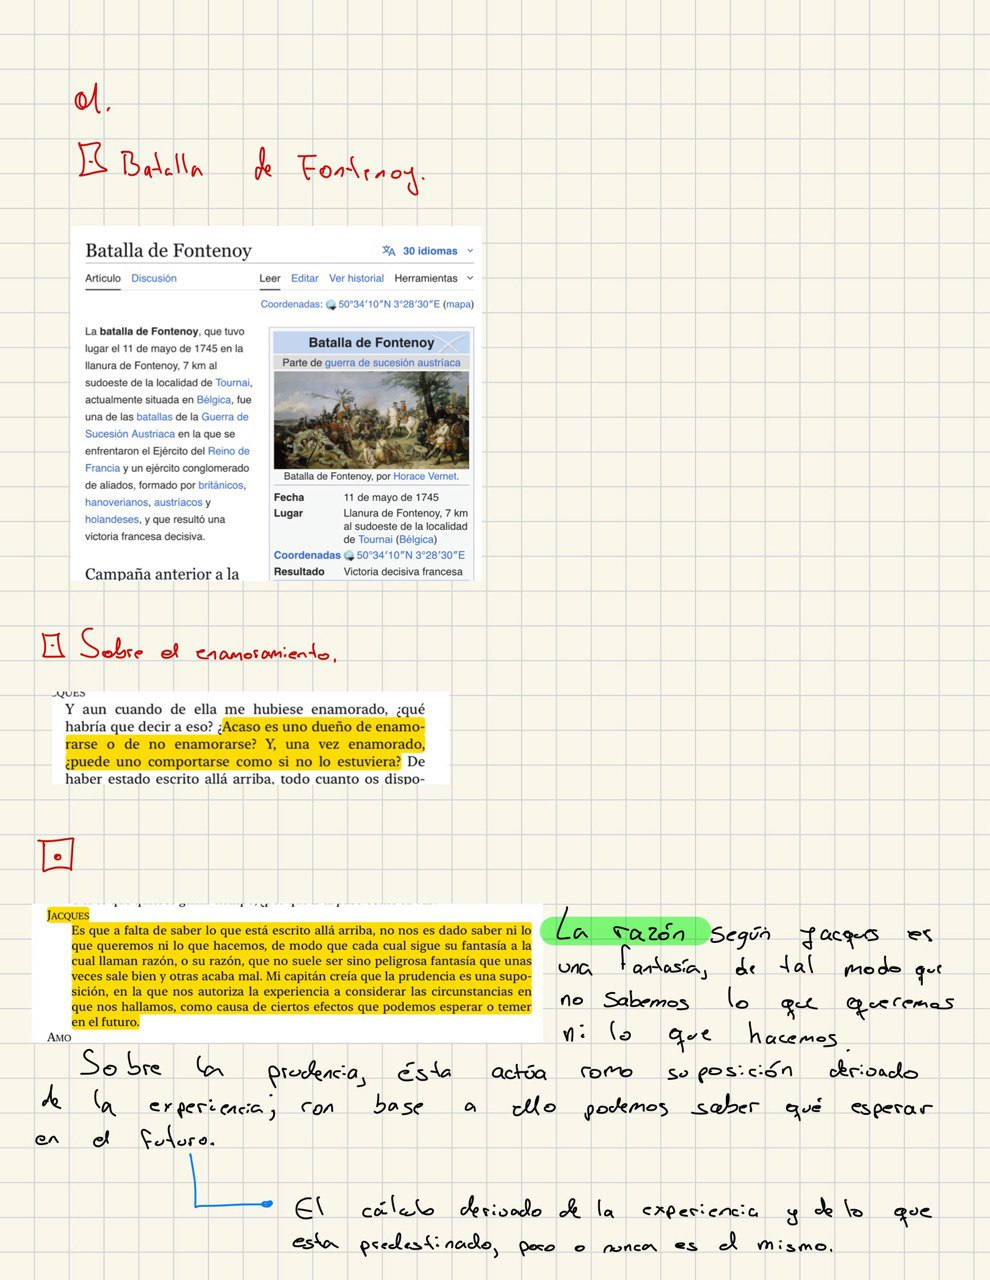 01.
Batalla de Fontenoy.
Batalla de Fontenoy
30 idiomas
Artículo Discusión Leer Editar Ver historial Herramientas
Coordenadas: 50°34′10″N 3°28′30″E (mapa)
La batalla de Fontenoy, que tuvo
lugar el 11 de mayo de 1745 en la
llanura de Fontenoy, 7 km al
sudoeste de la localidad de Tournai,
actualmente situada en Bélgica, fue
una de las batallas de la Guerra de
Sucesión Austriaca en la que se
enfrentaron el Ejército del Reino de
Francia y un ejército conglomerado
de aliados, formado por británicos,
hanoverianos, austríacos y
holandeses, y que resultó una
victoria francesa decisiva.
Campaña anterior a la
Batalla de Fontenoy
Parte de guerra de sucesión austríaca
Batalla de Fontenoy, por Horace Vernet.
Fecha 11 de mayo de 1745
Lugar Llanura de Fontenoy, 7 km
al sudoeste de la localidad
de Tournai (Bélgica)
Coordenadas 50°34′10″N 3°28′30″E
Resultado Victoria decisiva francesa
Sobre el enamoramiento.
Y aun cuando de ella me hubiese enamorado, ¿qué
habría que decir a eso? ¿Acaso es uno dueño de enamo-
rarse o de no enamorarse? Y, una vez enamorado,
¿puede uno comportarse como si no lo estuviera? De
haber estado escrito allá arriba, todo cuanto os dispo-
JACQUES
Es que a falta de saber lo que está escrito allá arriba, no nos es dado saber ni lo
que queremos ni lo que hacemos, de modo que cada cual sigue su fantasía a la
cual llaman razón, o su razón, que no suele ser sino peligrosa fantasía que unas
veces sale bien y otras acaba mal. Mi capitán creía que la prudencia es una supo-
sición, en la que nos autoriza la experiencia a considerar las circunstancias en
que nos hallamos, como causa de ciertos efectos que podemos esperar o temer
en el futuro.
AMO
La razón según Jacques es
una fantasía, de tal modo que
no sabemos lo que queremos
ni lo que hacemos.
Sobre la prudencia, ésta actúa como suposición derivado
de la experiencia; con base a ello podemos saber qué esperar
en el futuro.
El cálculo derivado de la experiencia y de lo que
esta predestinado, poco o nunca es el mismo.